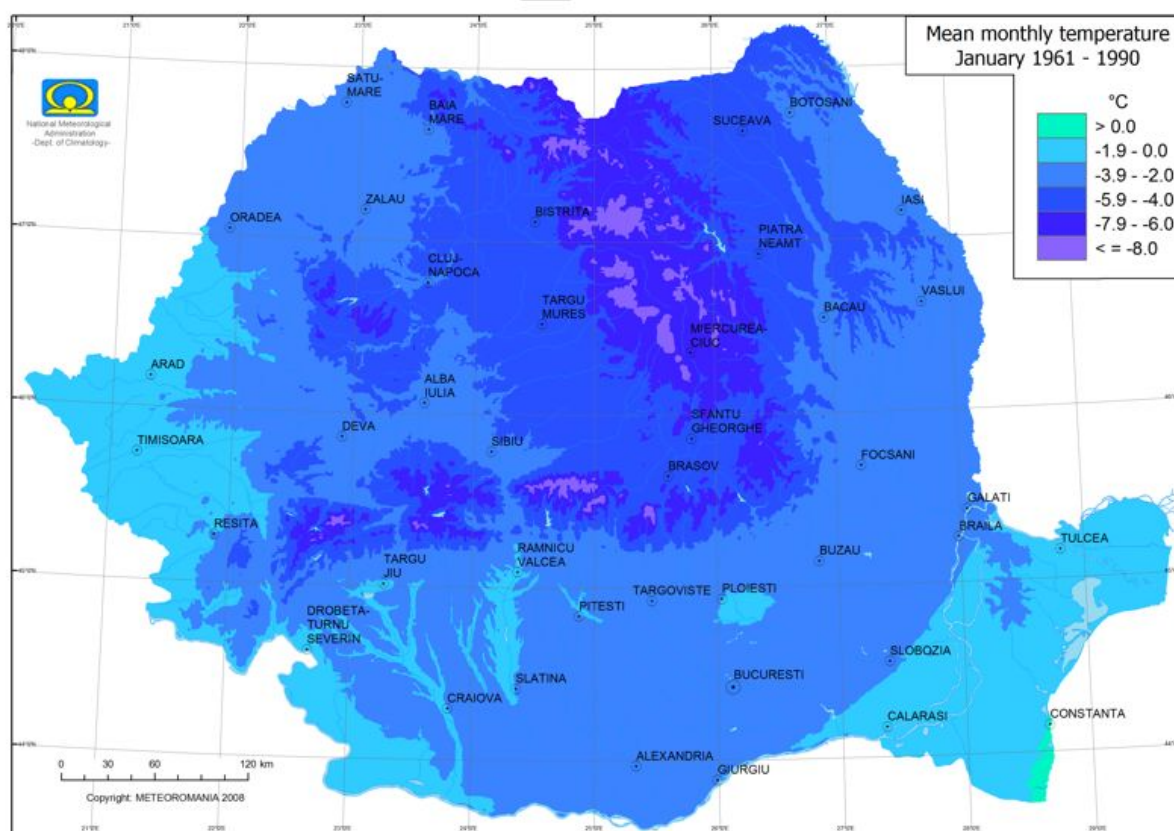 Mean monthly temperature
January 1961 - 1990
°C
> 0.0
-1.9 - 0.0
-3.9 - -2.0
-5.9 - -4.0
-7.9 - -6.0
< = -8.0
National Meteorological
Administration
-Dept. of Climatology-
SATU-
MARE
BAIA
MARE
SUCEAVA
BOTOSANI
ZALAU
ORADEA
BISTRITA
IASI
PIATRA
NEAMT
CLUJ-
NAPOCA
TARGU
MURES
BACAU
VASLUI
MIERCUREA-
CIUC
ARAD
ALBA
IULIA
TIMISOARA
DEVA
SIBIU
SFANTU
GHEORGHE
BRASOV
FOCSANI
RESITA
GALATI
BRAILA
TULCEA
TARGU
JIU
RAMNICU
VALCEA
BUZAU
TARGOVISTE
PLOIESTI
PITESTI
DROBETA-
TURNU
SEVERIN
SLATINA
CRAIOVA
BUCURESTI
SLOBOZIA
CALARASI
CONSTANTA
ALEXANDRIA
GIURGIU
0 30 60 90 120 km
Copyright: METEOROMANIA 2008